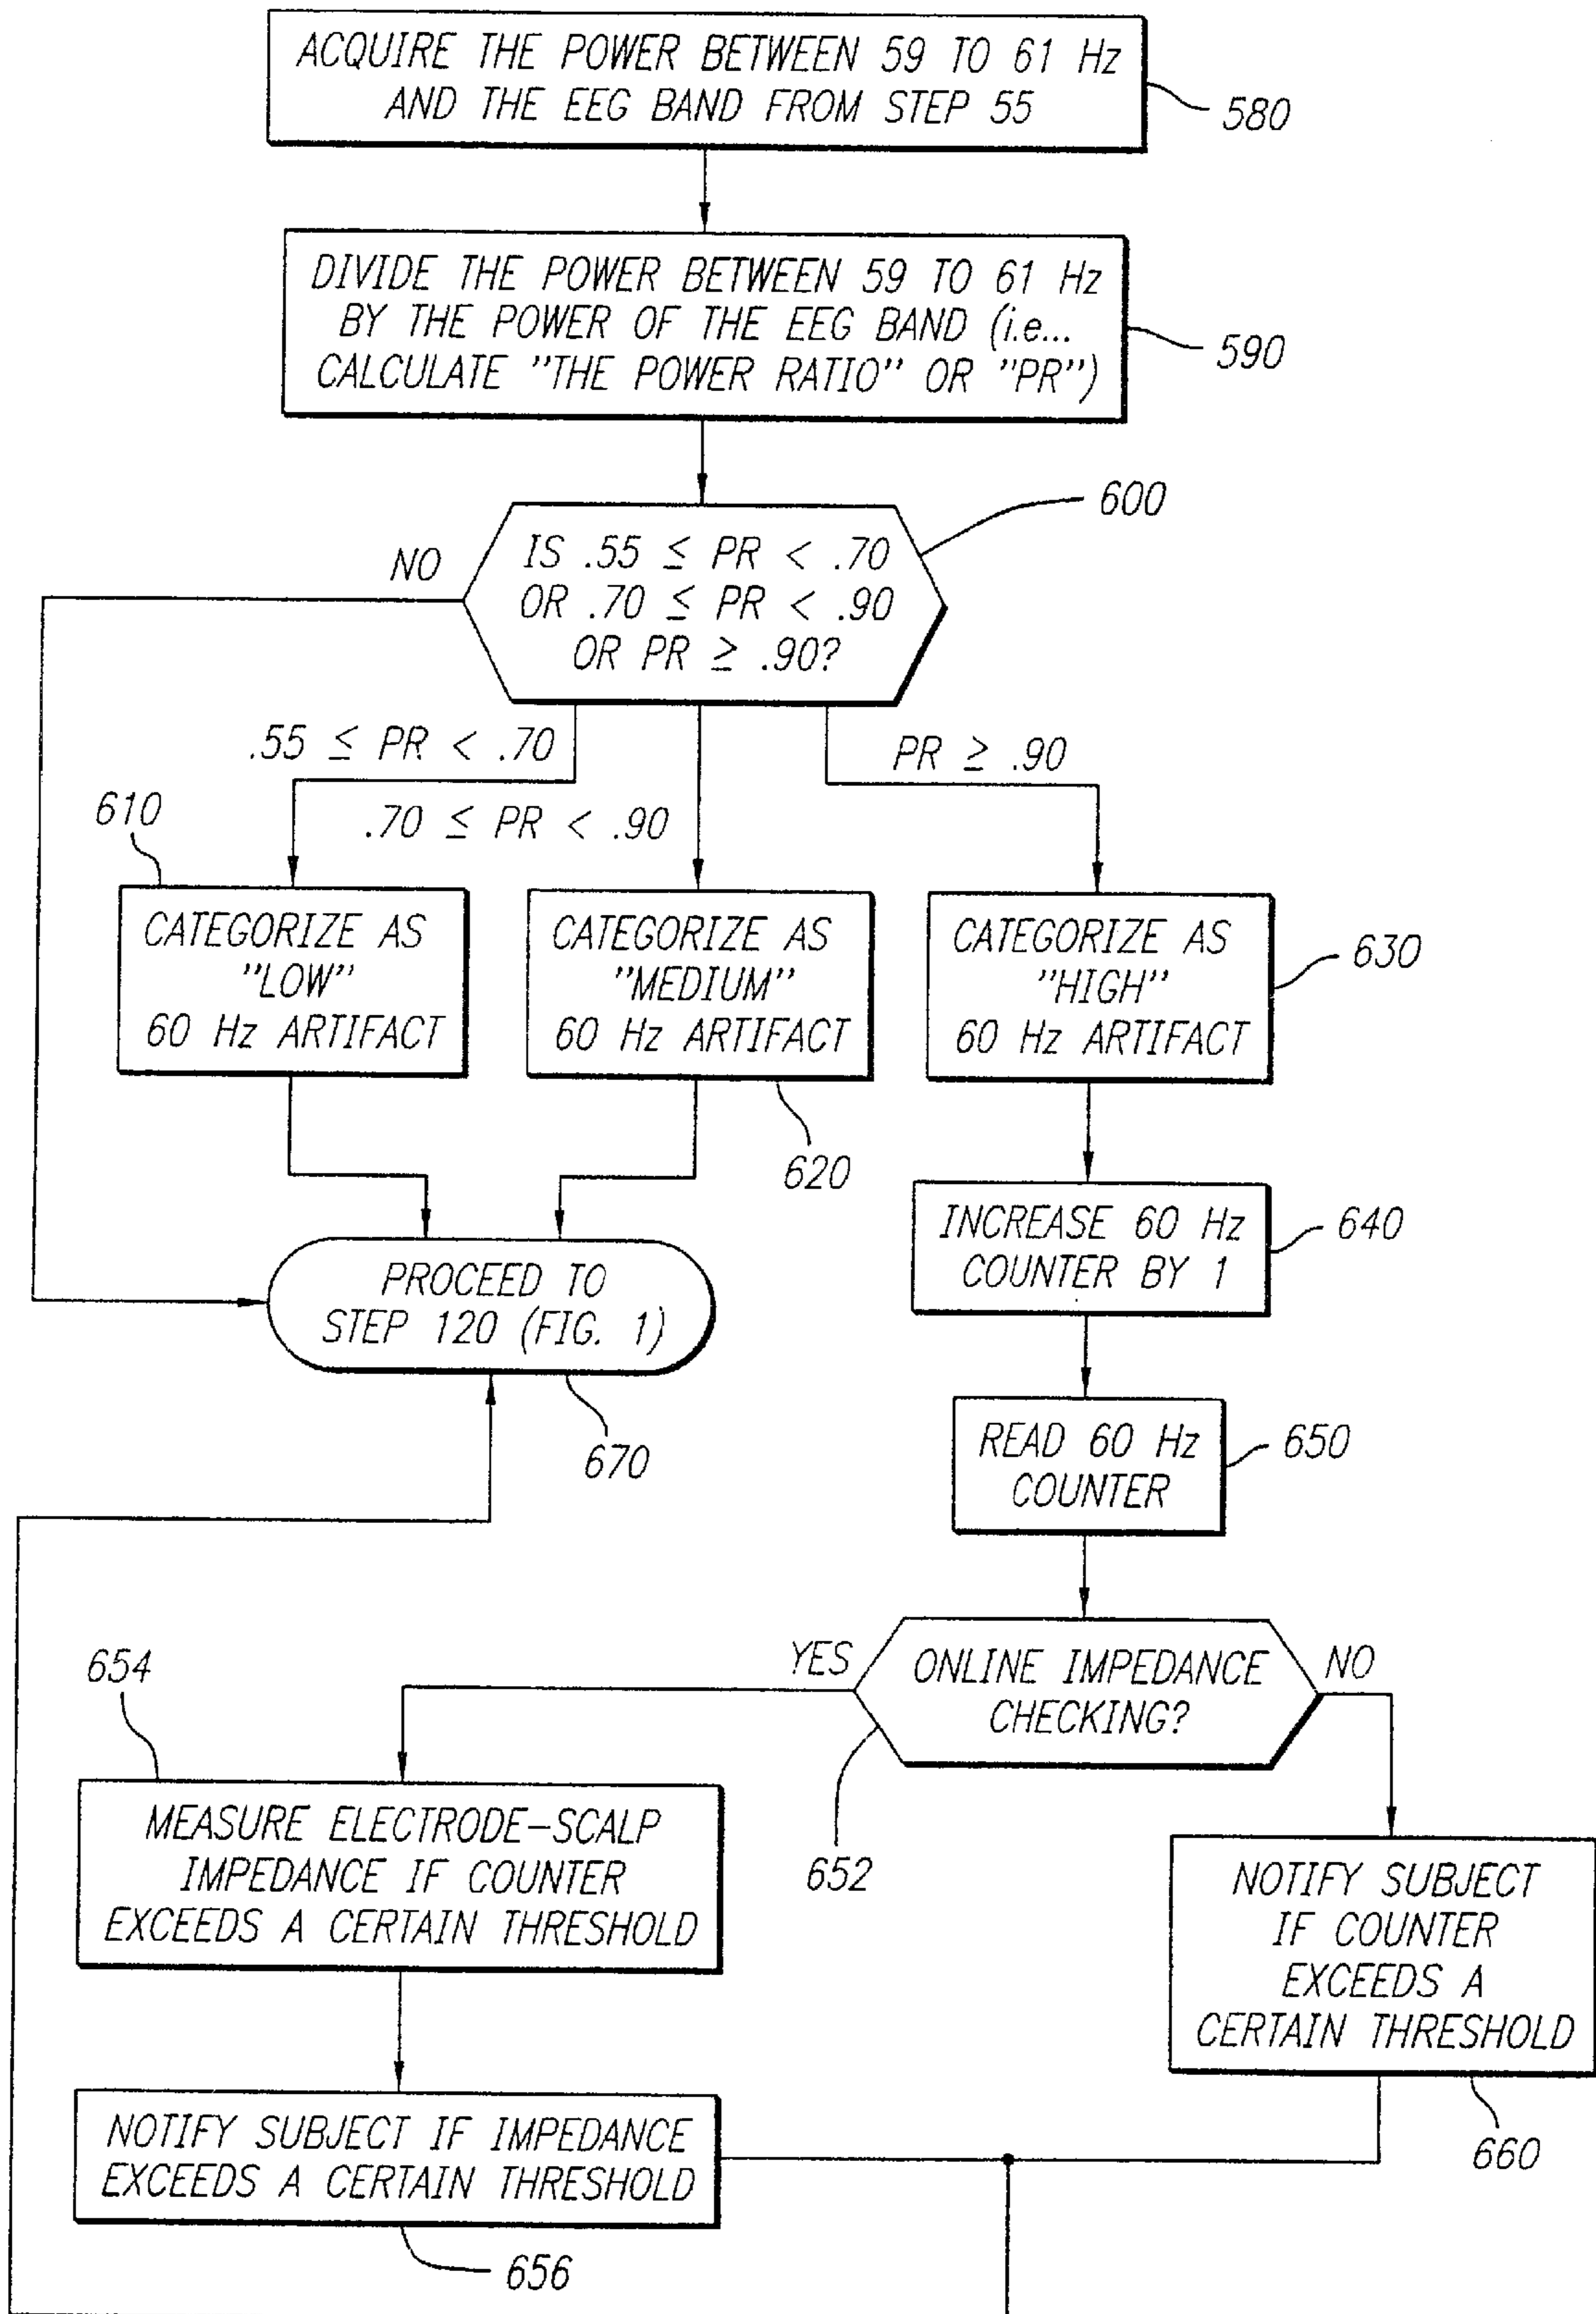 ACQUIRE THE POWER BETWEEN 59 TO 61 Hz
AND THE EEG BAND FROM STEP 55
580
DIVIDE THE POWER BETWEEN 59 TO 61 Hz
BY THE POWER OF THE EEG BAND (i.e...
CALCULATE "THE POWER RATIO" OR "PR")
590
600
IS .55 ≤ PR < .70
OR .70 ≤ PR < .90
OR PR ≥ .90?
NO
.55 ≤ PR < .70
.70 ≤ PR < .90
PR ≥ .90
610
CATEGORIZE AS
"LOW"
60 Hz ARTIFACT
CATEGORIZE AS
"MEDIUM"
60 Hz ARTIFACT
620
CATEGORIZE AS
"HIGH"
60 Hz ARTIFACT
630
PROCEED TO
STEP 120 (FIG. 1)
670
INCREASE 60 Hz
COUNTER BY 1
640
READ 60 Hz
COUNTER
650
ONLINE IMPEDANCE
CHECKING?
YES
NO
652
654
MEASURE ELECTRODE-SCALP
IMPEDANCE IF COUNTER
EXCEEDS A CERTAIN THRESHOLD
NOTIFY SUBJECT
IF COUNTER
EXCEEDS A
CERTAIN THRESHOLD
660
NOTIFY SUBJECT IF IMPEDANCE
EXCEEDS A CERTAIN THRESHOLD
656